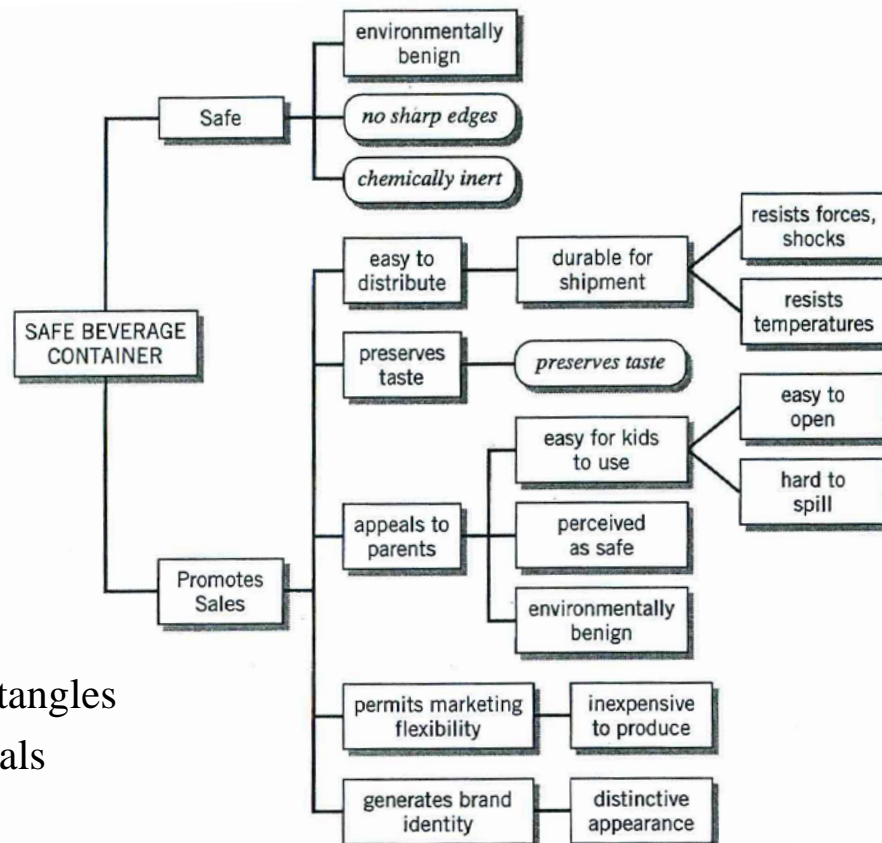 environmentally
benign
Safe
no sharp edges
chemically inert
SAFE BEVERAGE
CONTAINER
Promotes
Sales
easy to
distribute
durable for
shipment
resists forces,
shocks
resists
temperatures
preserves
taste
preserves taste
appeals to
parents
easy for kids
to use
easy to
open
hard to
spill
perceived
as safe
environmentally
benign
permits marketing
flexibility
inexpensive
to produce
generates brand
identity
distinctive
appearance
tangles
als